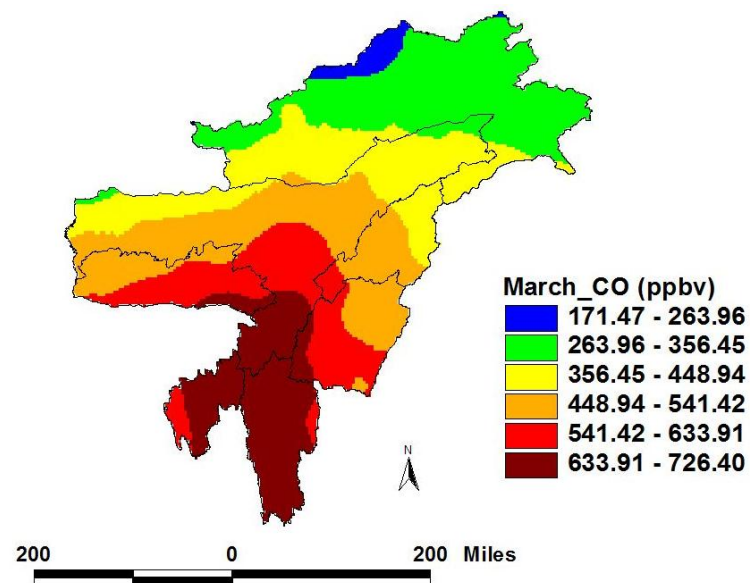 March_CO (ppbv)
171.47 - 263.96
263.96 - 356.45
356.45 - 448.94
448.94 - 541.42
541.42 - 633.91
633.91 - 726.40
N
200 0 200 Miles